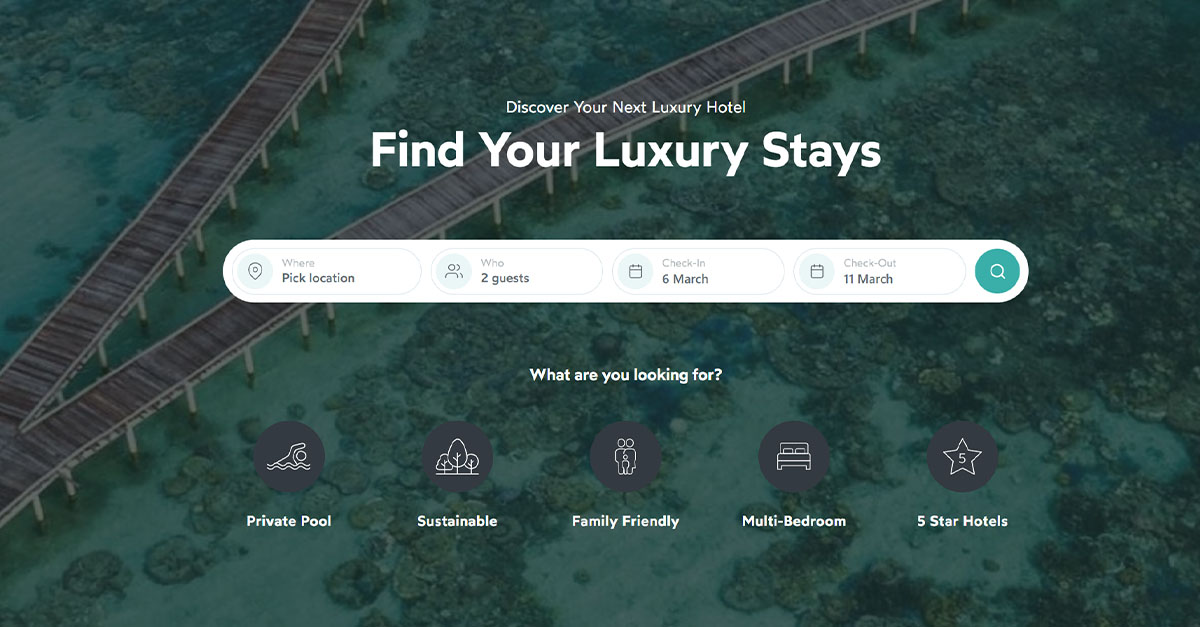 Discover Your Next Luxury Hotel
Find Your Luxury Stays
Where
Pick location
Who
2 guests
Check-In
6 March
Check-Out
11 March
What are you looking for?
5
Private Pool
Sustainable
Family Friendly
Multi-Bedroom
5 Star Hotels